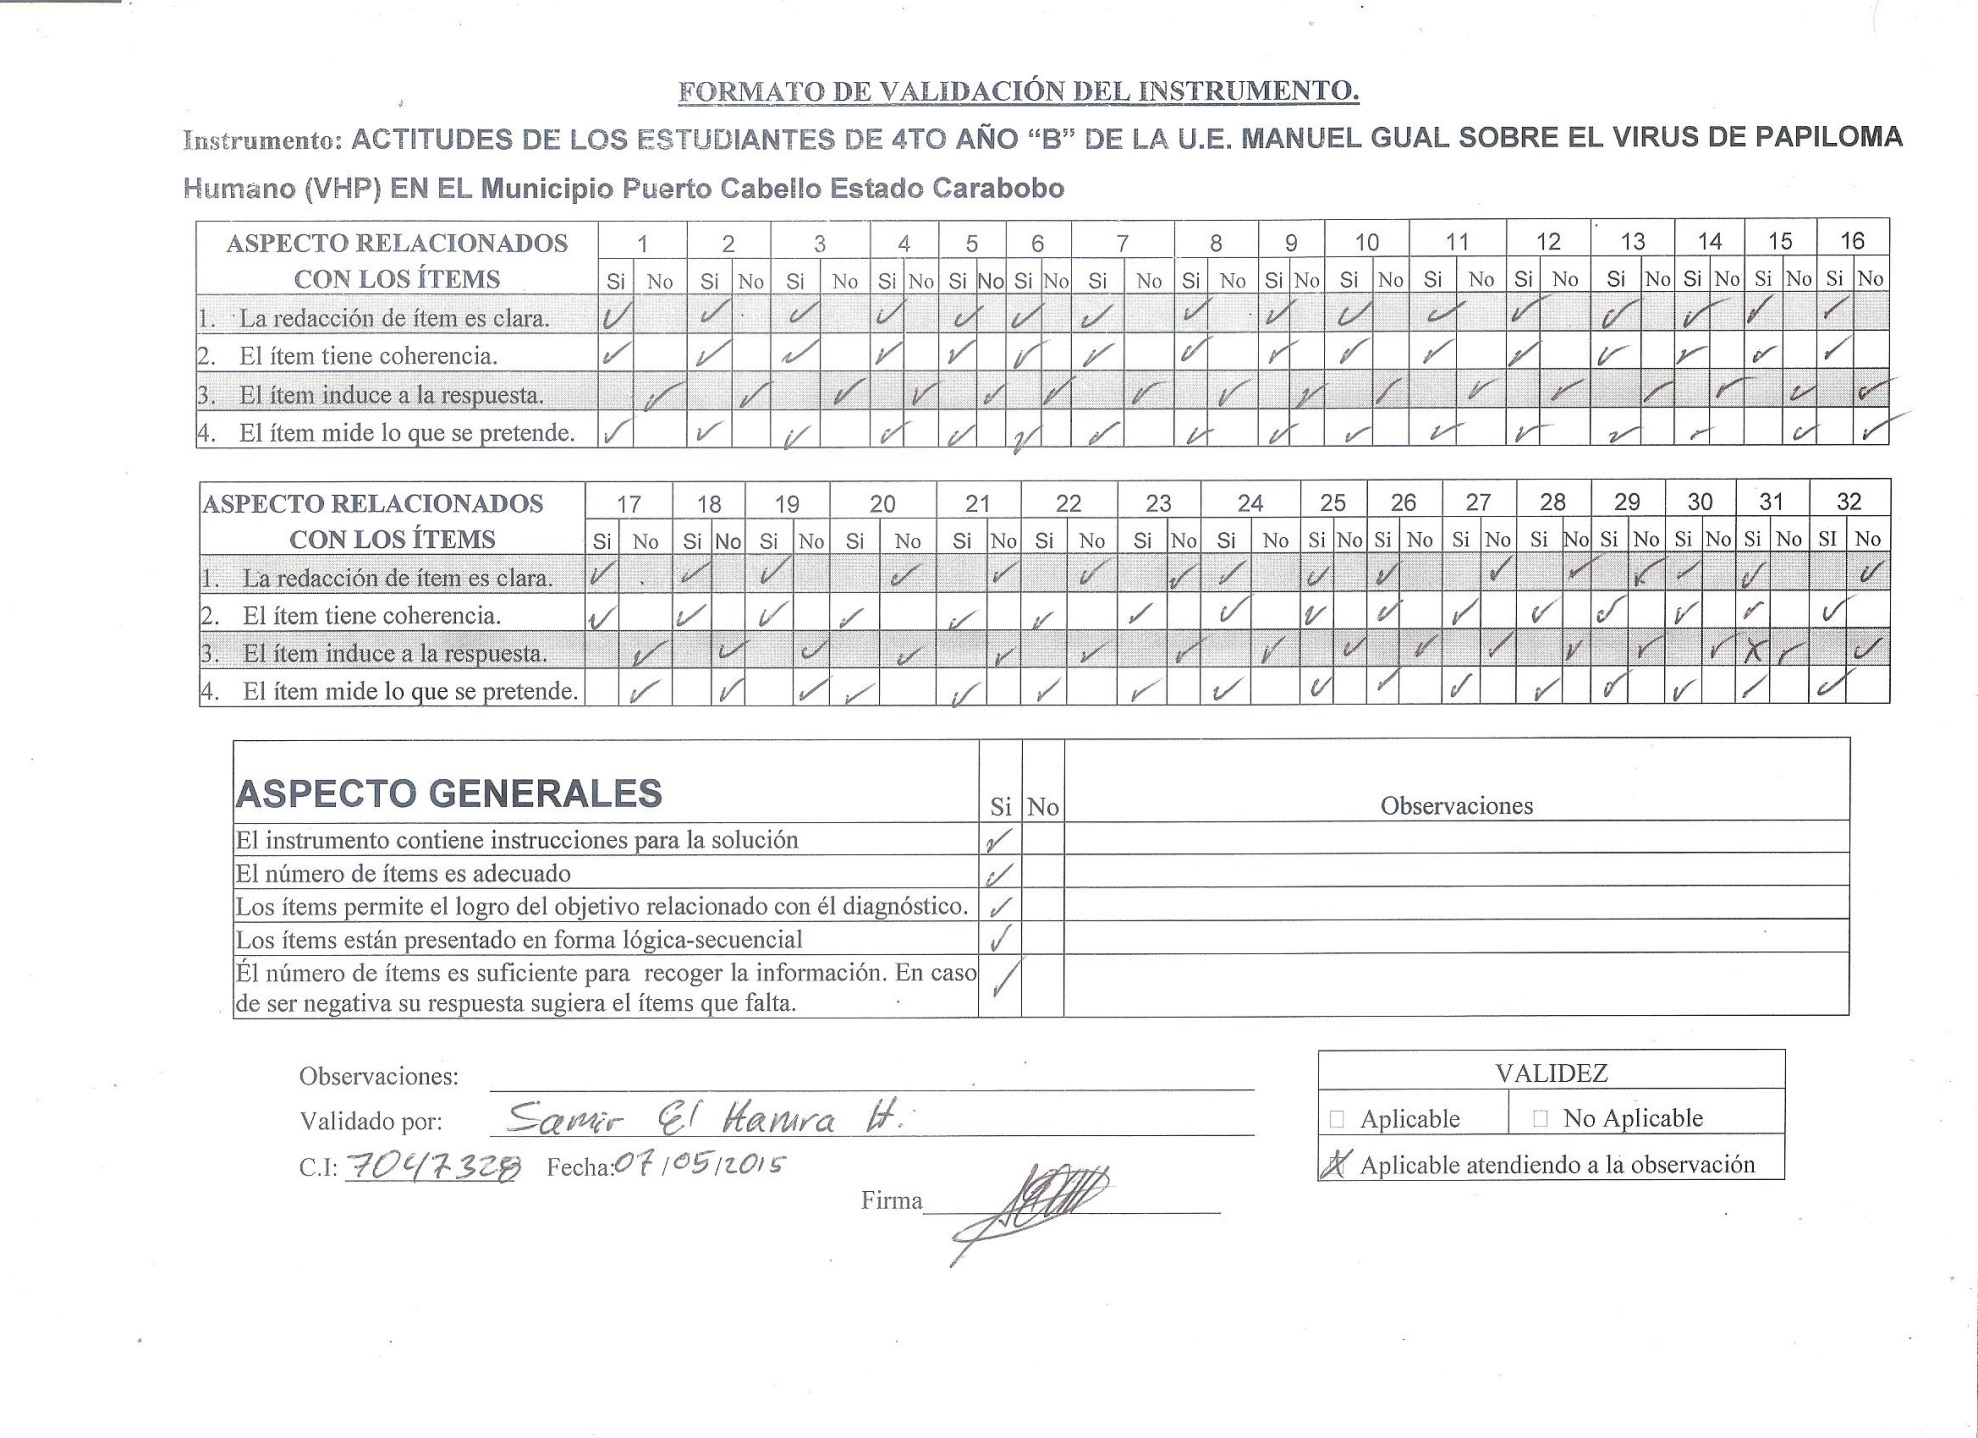 FORMATO DE VALIDACIÓN DEL INSTRUMENTO.
Instrumento: ACTITUDES DE LOS ESTUDIANTES DE 4TO AÑO “B” DE LA U.E. MANUEL GUAL SOBRE EL VIRUS DE PAPILOMA
Humano (VHP) EN EL Municipio Puerto Cabello Estado Carabobo
ASPECTO RELACIONADOS 1 2 3 4 5 6 7 8 9 10 11 12 13 14 15 16
CON LOS ÍTEMS Si No Si No Si No Si No Si No Si No Si No Si No Si No Si No Si No Si No Si No Si No Si No Si No
1. La redacción de ítem es clara. ✓ ✓ ✓ ✓ ✓ ✓ ✓ ✓ ✓ ✓ ✓ ✓ ✓ ✓ ✓ ✓
2. El ítem tiene coherencia. ✓ ✓ ✓ ✓ ✓ ✓ ✓ ✓ ✓ ✓ ✓ ✓ ✓ ✓ ✓ ✓
3. El ítem induce a la respuesta. ✓ ✓ ✓ ✓ ✓ ✓ ✓ ✓ ✓ ✓ ✓ ✓ ✓ ✓ ✓ ✓
4. El ítem mide lo que se pretende. ✓ ✓ ✓ ✓ ✓ ✓ ✓ ✓ ✓ ✓ ✓ ✓ ✓ ✓ ✓ ✓
ASPECTO RELACIONADOS 17 18 19 20 21 22 23 24 25 26 27 28 29 30 31 32
CON LOS ÍTEMS Si No Si No Si No Si No Si No Si No Si No Si No Si No Si No Si No Si No Si No Si No Si No SI No
1. La redacción de ítem es clara. ✓ ✓ ✓ ✓ ✓ ✓ ✓ ✓ ✓ ✓ ✓ ✓ ✓ ✓ ✓ ✓
2. El ítem tiene coherencia. ✓ ✓ ✓ ✓ ✓ ✓ ✓ ✓ ✓ ✓ ✓ ✓ ✓ ✓ ✓ ✓
3. El ítem induce a la respuesta. ✓ ✓ ✓ ✓ ✓ ✓ ✓ ✓ ✓ ✓ ✓ ✓ ✓ ✓ X ✓ ✓
4. El ítem mide lo que se pretende. ✓ ✓ ✓ ✓ ✓ ✓ ✓ ✓ ✓ ✓ ✓ ✓ ✓ ✓ ✓ ✓
ASPECTO GENERALES Si No Observaciones
El instrumento contiene instrucciones para la solución ✓
El número de ítems es adecuado ✓
Los ítems permite el logro del objetivo relacionado con él diagnóstico. ✓
Los ítems están presentado en forma lógica-secuencial ✓
Él número de ítems es suficiente para recoger la información. En caso ✓
de ser negativa su respuesta sugiera el ítems que falta.
Observaciones:
Validado por: Samir El Hamra H.
C.I: 7047328 Fecha: 07/05/2015
Firma
VALIDEZ
□ Aplicable □ No Aplicable
X Aplicable atendiendo a la observación